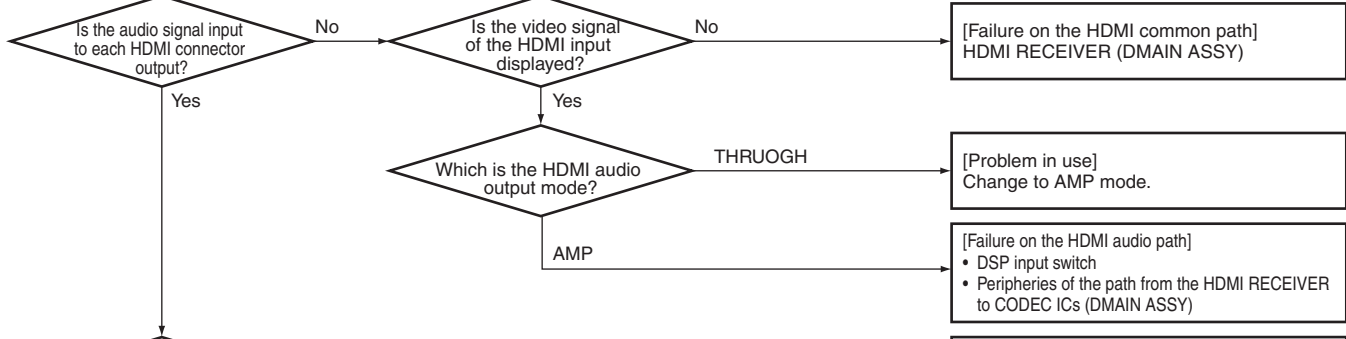 Is the audio signal input
to each HDMI connector
output?
No
Is the video signal
of the HDMI input
displayed?
No
[Failure on the HDMI common path]
HDMI RECEIVER (DMAIN ASSY)
Yes
Yes
Which is the HDMI audio
output mode?
THRUOGH
[Problem in use]
Change to AMP mode.
AMP
[Failure on the HDMI audio path]
• DSP input switch
• Peripheries of the path from the HDMI RECEIVER
to CODEC ICs (DMAIN ASSY)